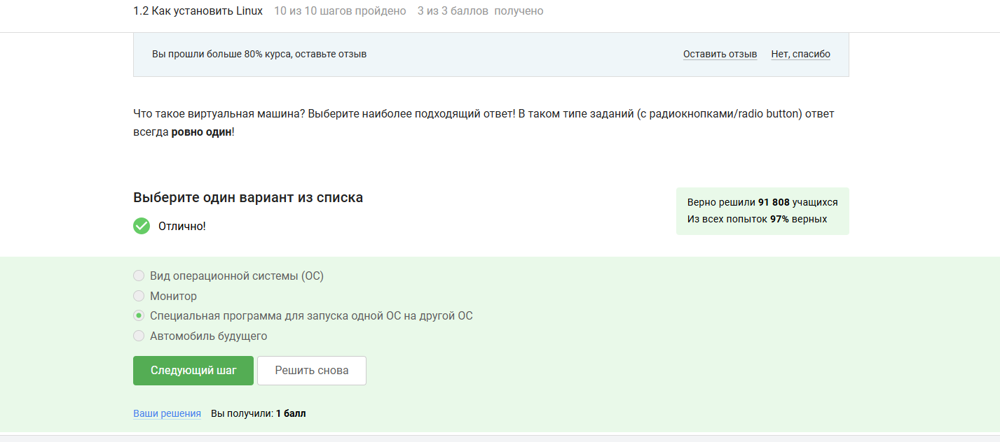 1.2 Как установить Linux 10 из 10 шагов пройдено 3 из 3 баллов получено
Вы прошли больше 80% курса, оставьте отзыв Оставить отзыв Нет, спасибо
Что такое виртуальная машина? Выберите наиболее подходящий ответ! В таком типе заданий (с радиокнопками/radio button) ответ
всегда ровно один!
Выберите один вариант из списка
Отлично!
Верно решили 91 808 учащихся
Из всех попыток 97% верных
Вид операционной системы (ОС)
Монитор
Специальная программа для запуска одной ОС на другой ОС
Автомобиль будущего
Следующий шаг Решить снова
Ваши решения Вы получили: 1 балл